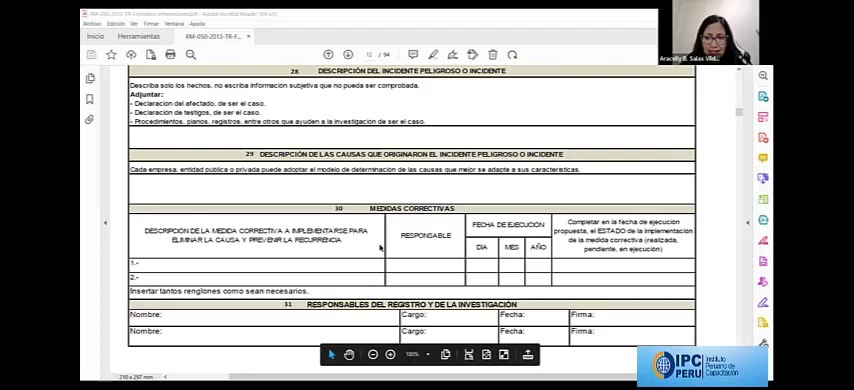 RM-050-2013-TR-Formatos-
Archivo Edición Ver Firmar Ventana Ayuda
Inicio Herramientas RM-050-2013-TR-F... ×
12 / 94
28 DESCRIPCIÓN DEL INCIDENTE PELIGROSO O INCIDENTE
Describa solo los hechos, no escriba información subjetiva que no pueda ser comprobada.
Adjuntar:
- Declaración del afectado, de ser el caso.
- Declaración de testigos, de ser el caso.
- Procedimientos, planos, registros, entre otros que ayuden a la investigación de ser el caso.
29 DESCRIPCIÓN DE LAS CAUSAS QUE ORIGINARON EL INCIDENTE PELIGROSO O INCIDENTE
Cada empresa, entidad pública o privada puede adoptar el modelo de determinación de las causas que mejor se adapte a sus características.
30 MEDIDAS CORRECTIVAS
DESCRIPCIÓN DE LA MEDIDA CORRECTIVA A IMPLEMENTARSE PARA
ELIMINAR LA CAUSA Y PREVENIR LA RECURRENCIA
RESPONSABLE
FECHA DE EJECUCIÓN
DÍA MES AÑO
Completar en la fecha de ejecución
propuesta, el ESTADO de la implementación
de la medida correctiva (realizada,
pendiente, en ejecución)
1.-
2.-
Insertar tantos renglones como sean necesarios.
31 RESPONSABLES DEL REGISTRO Y DE LA INVESTIGACIÓN
Nombre: Cargo: Fecha: Firma:
Nombre: Cargo: Fecha: Firma:
100%
210 x 297 mm
Aracelly B. Salas
IPC
PERU
Instituto
Peruano de
Capacitación